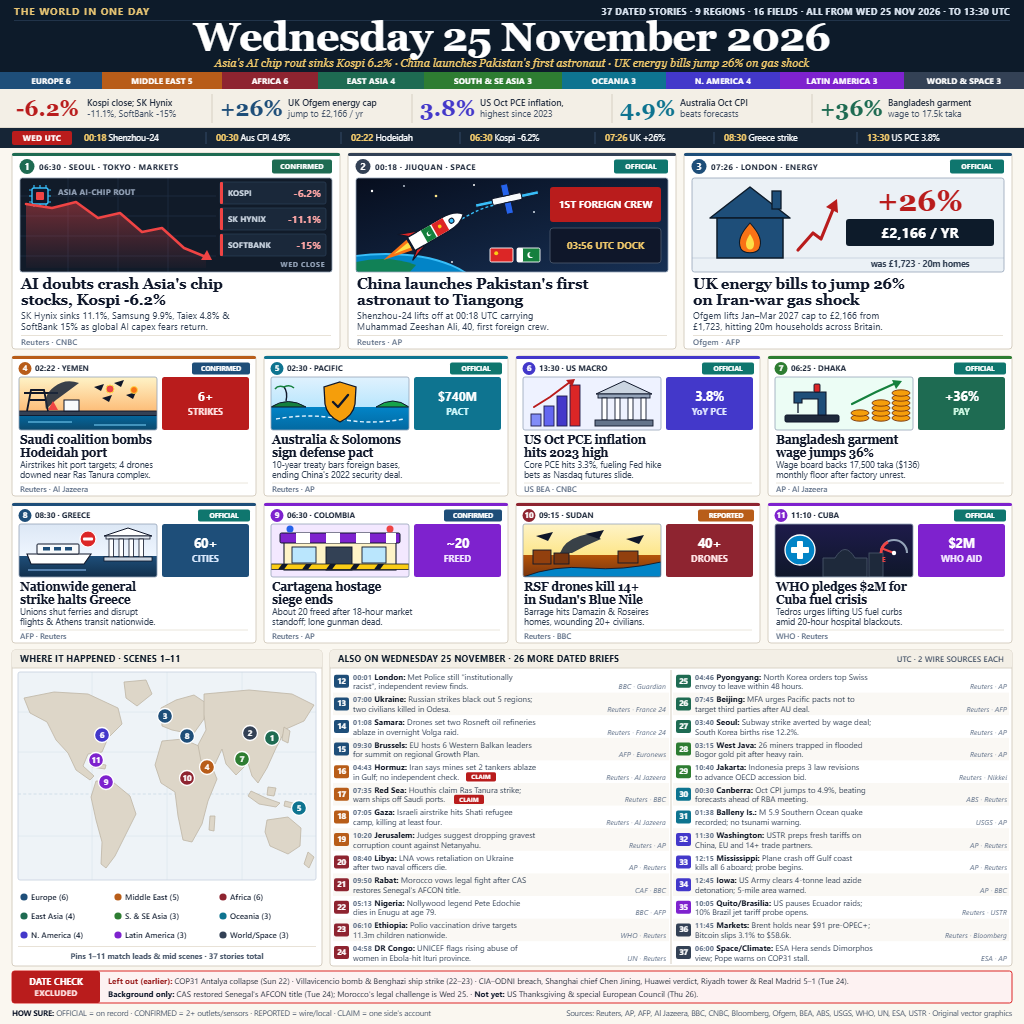 THE WORLD IN ONE DAY
37 DATED STORIES · 9 REGIONS · 16 FIELDS · ALL FROM WED 25 NOV 2026 · TO 13:30 UTC
Wednesday 25 November 2026
Asia's AI chip rout sinks Kospi 6.2% · China launches Pakistan's first astronaut · UK energy bills jump 26% on gas shock
EUROPE 6
MIDDLE EAST 5
AFRICA 6
EAST ASIA 4
SOUTH & SE ASIA 3
OCEANIA 3
N. AMERICA 4
LATIN AMERICA 3
WORLD & SPACE 3
-6.2%
Kospi close; SK Hynix
-11.1%, SoftBank -15%
+26%
UK Ofgem energy cap
jump to £2,166 / yr
3.8%
US Oct PCE inflation,
highest since 2023
4.9%
Australia Oct CPI
beats forecasts
+36%
Bangladesh garment
wage to 17.5k taka
WED UTC
00:18 Shenzhou-24
00:30 Aus CPI 4.9%
02:22 Hodeidah
06:30 Kospi -6.2%
07:26 UK +26%
08:30 Greece strike
13:30 US PCE 3.8%
1
06:30 · SEOUL · TOKYO · MARKETS
CONFIRMED
ASIA AI-CHIP ROUT
KOSPI -6.2%
SK HYNIX -11.1%
SOFTBANK -15%
WED CLOSE
AI doubts crash Asia's chip
stocks, Kospi -6.2%
SK Hynix sinks 11.1%, Samsung 9.9%, Taiex 4.8% &
SoftBank 15% as global AI capex fears return.
Reuters · CNBC
2
00:18 · JIUQUAN · SPACE
OFFICIAL
1ST FOREIGN CREW
03:56 UTC DOCK
China launches Pakistan's first
astronaut to Tiangong
Shenzhou-24 lifts off at 00:18 UTC carrying
Muhammad Zeeshan Ali, 40, first foreign crew.
Reuters · AP
3
07:26 · LONDON · ENERGY
OFFICIAL
+26%
£2,166 / YR
was £1,723 · 20m homes
UK energy bills to jump 26%
on Iran-war gas shock
Ofgem lifts Jan–Mar 2027 cap to £2,166 from
£1,723, hitting 20m households across Britain.
Ofgem · AFP
4
02:22 · YEMEN
CONFIRMED
6+
STRIKES
Saudi coalition bombs
Hodeidah port
Airstrikes hit port targets; 4 drones
downed near Ras Tanura complex.
Reuters · Al Jazeera
5
02:30 · PACIFIC
OFFICIAL
$740M
PACT
Australia & Solomons
sign defense pact
10-year treaty bars foreign bases,
ending China's 2022 security deal.
Reuters · AP
6
13:30 · US MACRO
OFFICIAL
3.8%
YoY PCE
US Oct PCE inflation
hits 2023 high
Core PCE hits 3.3%, fueling Fed hike
bets as Nasdaq futures slide.
US BEA · CNBC
7
06:25 · DHAKA
OFFICIAL
+36%
PAY
Bangladesh garment
wage jumps 36%
Wage board backs 17,500 taka ($136)
monthly floor after factory unrest.
AP · Al Jazeera
8
08:30 · GREECE
OFFICIAL
60+
CITIES
Nationwide general
strike halts Greece
Unions shut ferries and disrupt
flights & Athens transit nationwide.
AFP · Reuters
9
06:30 · COLOMBIA
CONFIRMED
~20
FREED
Cartagena hostage
siege ends
About 20 freed after 18-hour market
standoff; lone gunman dead.
Reuters · AP
10
09:15 · SUDAN
REPORTED
40+
DRONES
RSF drones kill 14+
in Sudan's Blue Nile
Barrage hits Damazin & Roseires
homes, wounding 20+ civilians.
Reuters · BBC
11
11:10 · CUBA
OFFICIAL
E
$2M
WHO AID
WHO pledges $2M for
Cuba fuel crisis
Tedros urges lifting US fuel curbs
amid 20-hour hospital blackouts.
WHO · Reuters
WHERE IT HAPPENED · SCENES 1–11
3
8
2
1
6
11
9
10
4
7
5
Europe (6)
Middle East (5)
Africa (6)
East Asia (4)
S. & SE Asia (3)
Oceania (3)
N. America (4)
Latin America (3)
World/Space (3)
Pins 1–11 match leads & mid scenes · 37 stories total
ALSO ON WEDNESDAY 25 NOVEMBER · 26 MORE DATED BRIEFS
UTC · 2 WIRE SOURCES EACH
12 00:01 London: Met Police still "institutionally
racist", independent review finds. BBC · Guardian
13 07:00 Ukraine: Russian strikes black out 5 regions;
two civilians killed in Odesa. Reuters · France 24
14 01:08 Samara: Drones set two Rosneft oil refineries
ablaze in overnight Volga raid. Reuters · France 24
15 09:30 Brussels: EU hosts 6 Western Balkan leaders
for summit on regional Growth Plan. AFP · Euronews
16 04:43 Hormuz: Iran says mines set 2 tankers ablaze
in Gulf; no independent check. CLAIM Reuters · Al Jazeera
17 07:35 Red Sea: Houthis claim Ras Tanura strike;
warn ships off Saudi ports. CLAIM Reuters · BBC
18 07:05 Gaza: Israeli airstrike hits Shati refugee
camp, killing at least four. Reuters · Al Jazeera
19 10:20 Jerusalem: Judges suggest dropping gravest
corruption count against Netanyahu. Reuters · AP
20 08:40 Libya: LNA vows retaliation on Ukraine
after two naval officers die. AP · Reuters
21 09:50 Rabat: Morocco vows legal fight after CAS
restores Senegal's AFCON title. CAF · BBC
22 05:13 Nigeria: Nollywood legend Pete Edochie
dies in Enugu at age 79. BBC · AFP
23 06:10 Ethiopia: Polio vaccination drive targets
11.3m children nationwide. WHO · Reuters
24 04:58 DR Congo: UNICEF flags rising abuse of
women in Ebola-hit Ituri province. UN · Reuters
25 04:46 Pyongyang: North Korea orders top Swiss
envoy to leave within 48 hours. Reuters · AP
26 07:45 Beijing: MFA urges Pacific pacts not to
target third parties after AU deal. Reuters · AFP
27 03:40 Seoul: Subway strike averted by wage deal;
South Korea births rise 12.2%. Reuters · AP
28 03:15 West Java: 26 miners trapped in flooded
Bogor gold pit after heavy rain. Reuters · AP
29 10:40 Jakarta: Indonesia preps 3 law revisions
to advance OECD accession bid. Reuters · Nikkei
30 00:30 Canberra: Oct CPI jumps to 4.9%, beating
forecasts ahead of RBA meeting. ABS · Reuters
31 01:38 Balleny Is.: M 5.9 Southern Ocean quake
recorded; no tsunami warning. USGS · AP
32 11:30 Washington: USTR preps fresh tariffs on
China, EU and 14+ trade partners. Reuters · AP
33 12:15 Mississippi: Plane crash off Gulf coast
kills all 6 aboard; probe begins. AP · Reuters
34 12:45 Iowa: US Army clears 4-tonne lead azide
detonation; 5-mile area warned. AP · BBC
35 10:05 Quito/Brasilia: US pauses Ecuador raids;
10% Brazil jet tariff probe opens. Reuters · USTR
36 11:45 Markets: Brent holds near $91 pre-OPEC+;
Bitcoin slips 3.1% to $58.6k. Reuters · Bloomberg
37 06:00 Space/Climate: ESA Hera sends Dimorphos
view; Pope warns on COP31 stall. ESA · AP
DATE CHECK
EXCLUDED
Left out (earlier): COP31 Antalya collapse (Sun 22) · Villavicencio bomb & Benghazi ship strike (22–23) · CIA–ODNI breach, Shanghai chief Chen Jining, Huawei verdict, Riyadh tower & Real Madrid 5–1 (Tue 24).
Background only: CAS restored Senegal's AFCON title (Tue 24); Morocco's legal challenge is Wed 25. · Not yet: US Thanksgiving & special European Council (Thu 26).
HOW SURE: OFFICIAL = on record · CONFIRMED = 2+ outlets/sensors · REPORTED = wire/local · CLAIM = one side's account
Sources: Reuters, AP, AFP, Al Jazeera, BBC, CNBC, Bloomberg, Ofgem, BEA, ABS, USGS, WHO, UN, ESA, USTR · Original vector graphics